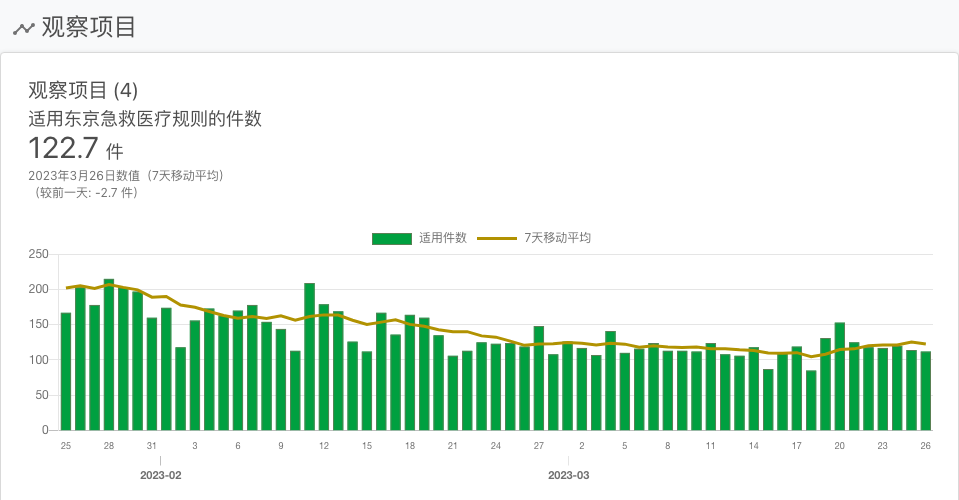 观察项目
观察项目 (4)
适用东京急救医疗规则的件数
122.7 件
2023年3月26日数值（7天移动平均）
（较前一天: -2.7 件）
适用件数 7天移动平均
250
200
150
100
50
0
25 28 31 3 6 9 12 15 18 21 24 27 2 5 8 11 14 17 20 23 26
2023-02 2023-03